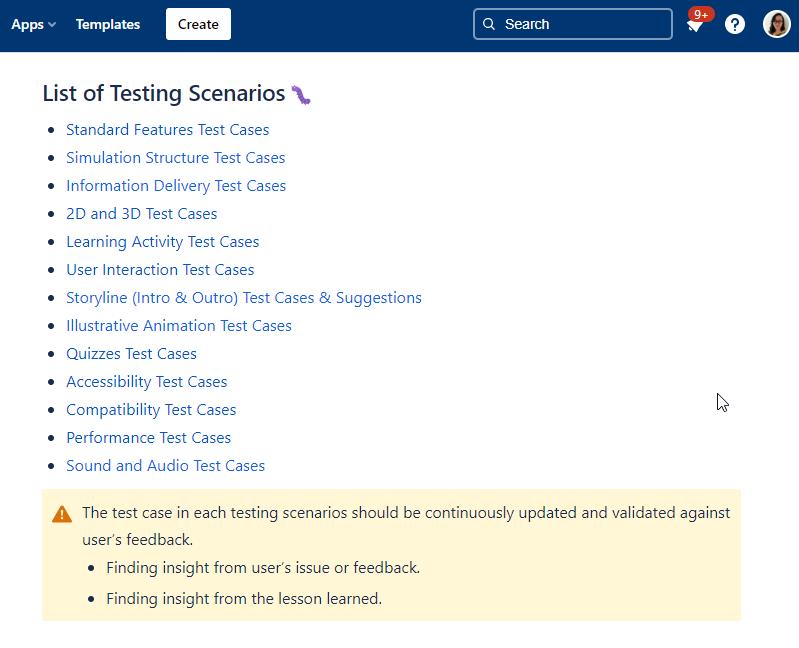 Apps
Templates
Create
Search
9+
?
List of Testing Scenarios
Standard Features Test Cases
Simulation Structure Test Cases
Information Delivery Test Cases
2D and 3D Test Cases
Learning Activity Test Cases
User Interaction Test Cases
Storyline (Intro & Outro) Test Cases & Suggestions
Illustrative Animation Test Cases
Quizzes Test Cases
Accessibility Test Cases
Compatibility Test Cases
Performance Test Cases
Sound and Audio Test Cases
The test case in each testing scenarios should be continuously updated and validated against
user’s feedback.
Finding insight from user’s issue or feedback.
Finding insight from the lesson learned.